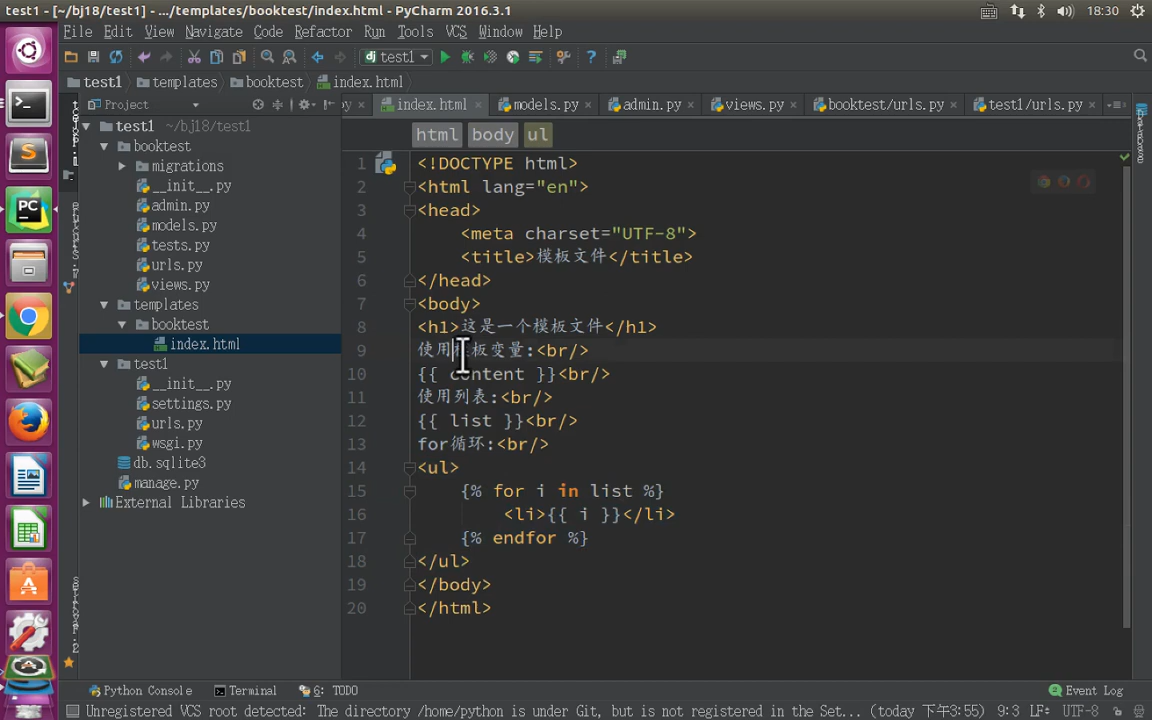 test1 - [~/bj18/test1] - .../templates/booktest/index.html - PyCharm 2016.3.1
18:30
File Edit View Navigate Code Refactor Run Tools VCS Window Help
test1
test1 templates booktest index.html
Project
py index.html models.py admin.py views.py booktest/urls.py test1/urls.py
html body ul
test1 ~/bj18/test1
booktest
migrations
__init__.py
admin.py
models.py
tests.py
urls.py
views.py
templates
booktest
index.html
test1
__init__.py
settings.py
urls.py
wsgi.py
db.sqlite3
manage.py
External Libraries
1 <!DOCTYPE html>
2 <html lang="en">
3 <head>
4 <meta charset="UTF-8">
5 <title>模板文件</title>
6 </head>
7 <body>
8 <h1>这是一个模板文件</h1>
9 使用模板变量:<br/>
10 {{ content }}<br/>
11 使用列表:<br/>
12 {{ list }}<br/>
13 for循环:<br/>
14 <ul>
15 {% for i in list %}
16 <li>{{ i }}</li>
17 {% endfor %}
18 </ul>
19 </body>
20 </html>
Python Console Terminal 6: TODO Event Log
Unregistered VCS root detected: The directory /home/python is under Git, but is not registered in the Set... (today 下午3:55) 9:3 LF÷ UTF-8